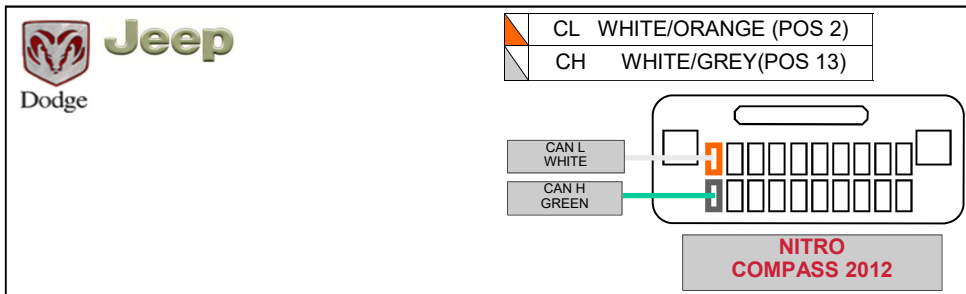 Jeep
Dodge
CL WHITE/ORANGE (POS 2)
CH WHITE/GREY(POS 13)
CAN L
WHITE
CAN H
GREEN
NITRO
COMPASS 2012